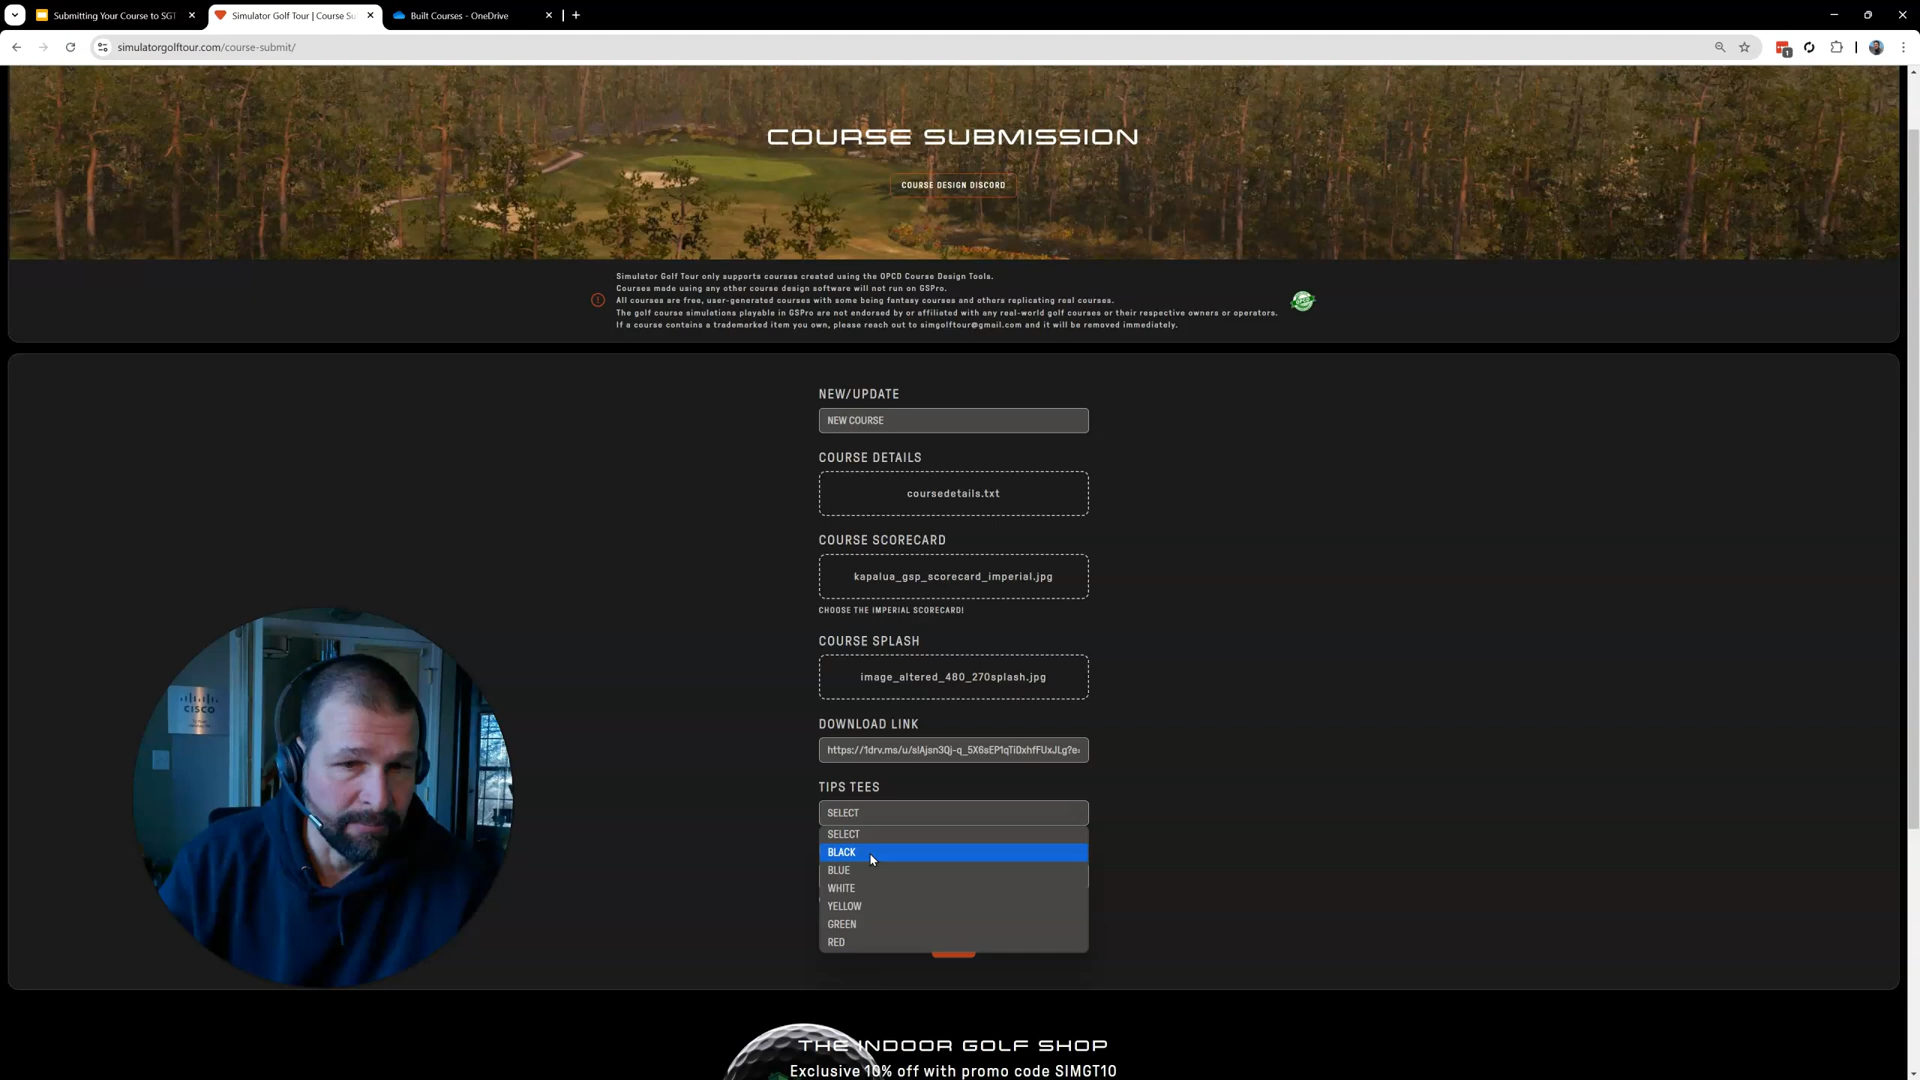 Submitting Your Course to SGT
Simulator Golf Tour | Course Su
Built Courses - OneDrive
simulatorgolftour.com/course-submit/
COURSE SUBMISSION
COURSE DESIGN DISCORD
Simulator Golf Tour only supports courses created using the OPCD Course Design Tools.
Courses made using any other course design software will not run on GSPro.
All courses are free, user-generated courses with some being fantasy courses and others replicating real courses.
The golf course simulations playable in GSPro are not endorsed by or affiliated with any real-world golf courses or their respective owners or operators.
If a course contains a trademarked item you own, please reach out to simgolftour@gmail.com and it will be removed immediately.
NEW/UPDATE
NEW COURSE
COURSE DETAILS
coursedetails.txt
COURSE SCORECARD
kapalua_gsp_scorecard_imperial.jpg
CHOOSE THE IMPERIAL SCORECARD!
COURSE SPLASH
image_altered_480_270splash.jpg
DOWNLOAD LINK
TIPS TEES
SELECT
SELECT
BLACK
BLUE
WHITE
YELLOW
GREEN
RED
CISCO
THE INDOOR GOLF SHOP
Exclusive 10% off with promo code SIMGT10